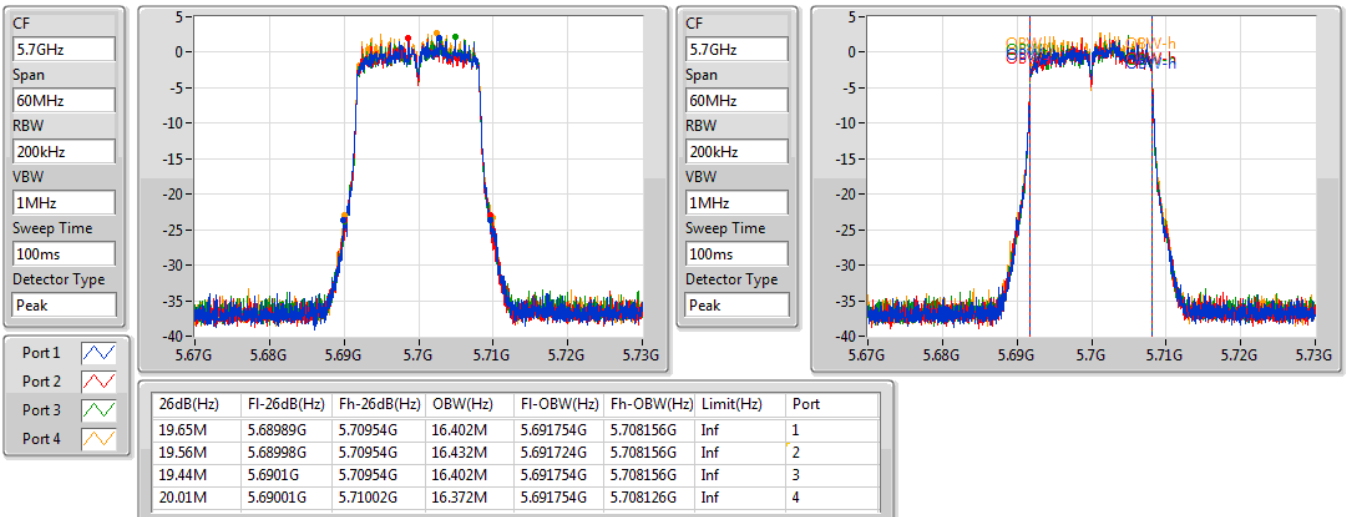 CF
5.7GHz
Span
60MHz
RBW
200kHz
VBW
1MHz
Sweep Time
100ms
Detector Type
Peak
5
0
-5
-10
-15
-20
-25
-30
-35
-40
5.67G 5.68G 5.69G 5.7G 5.71G 5.72G 5.73G
CF
5.7GHz
Span
60MHz
RBW
200kHz
VBW
1MHz
Sweep Time
100ms
Detector Type
Peak
5
0
-5
-10
-15
-20
-25
-30
-35
-40
OBW-h
OBW-h
5.67G 5.68G 5.69G 5.7G 5.71G 5.72G 5.73G
Port 1
Port 2
Port 3
Port 4
26dB(Hz) Fl-26dB(Hz) Fh-26dB(Hz) OBW(Hz) Fl-OBW(Hz) Fh-OBW(Hz) Limit(Hz) Port
19.65M 5.68989G 5.70954G 16.402M 5.691754G 5.708156G Inf 1
19.56M 5.68998G 5.70954G 16.432M 5.691724G 5.708156G Inf 2
19.44M 5.6901G 5.70954G 16.402M 5.691754G 5.708156G Inf 3
20.01M 5.69001G 5.71002G 16.372M 5.691754G 5.708126G Inf 4